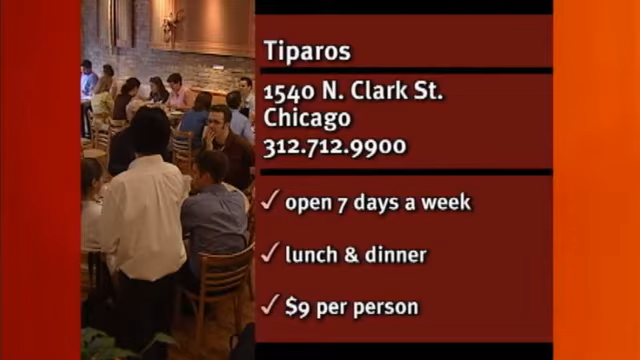 Tiparos
1540 N. Clark St.
Chicago
312.712.9900
✓ open 7 days a week
✓ lunch & dinner
✓ $9 per person